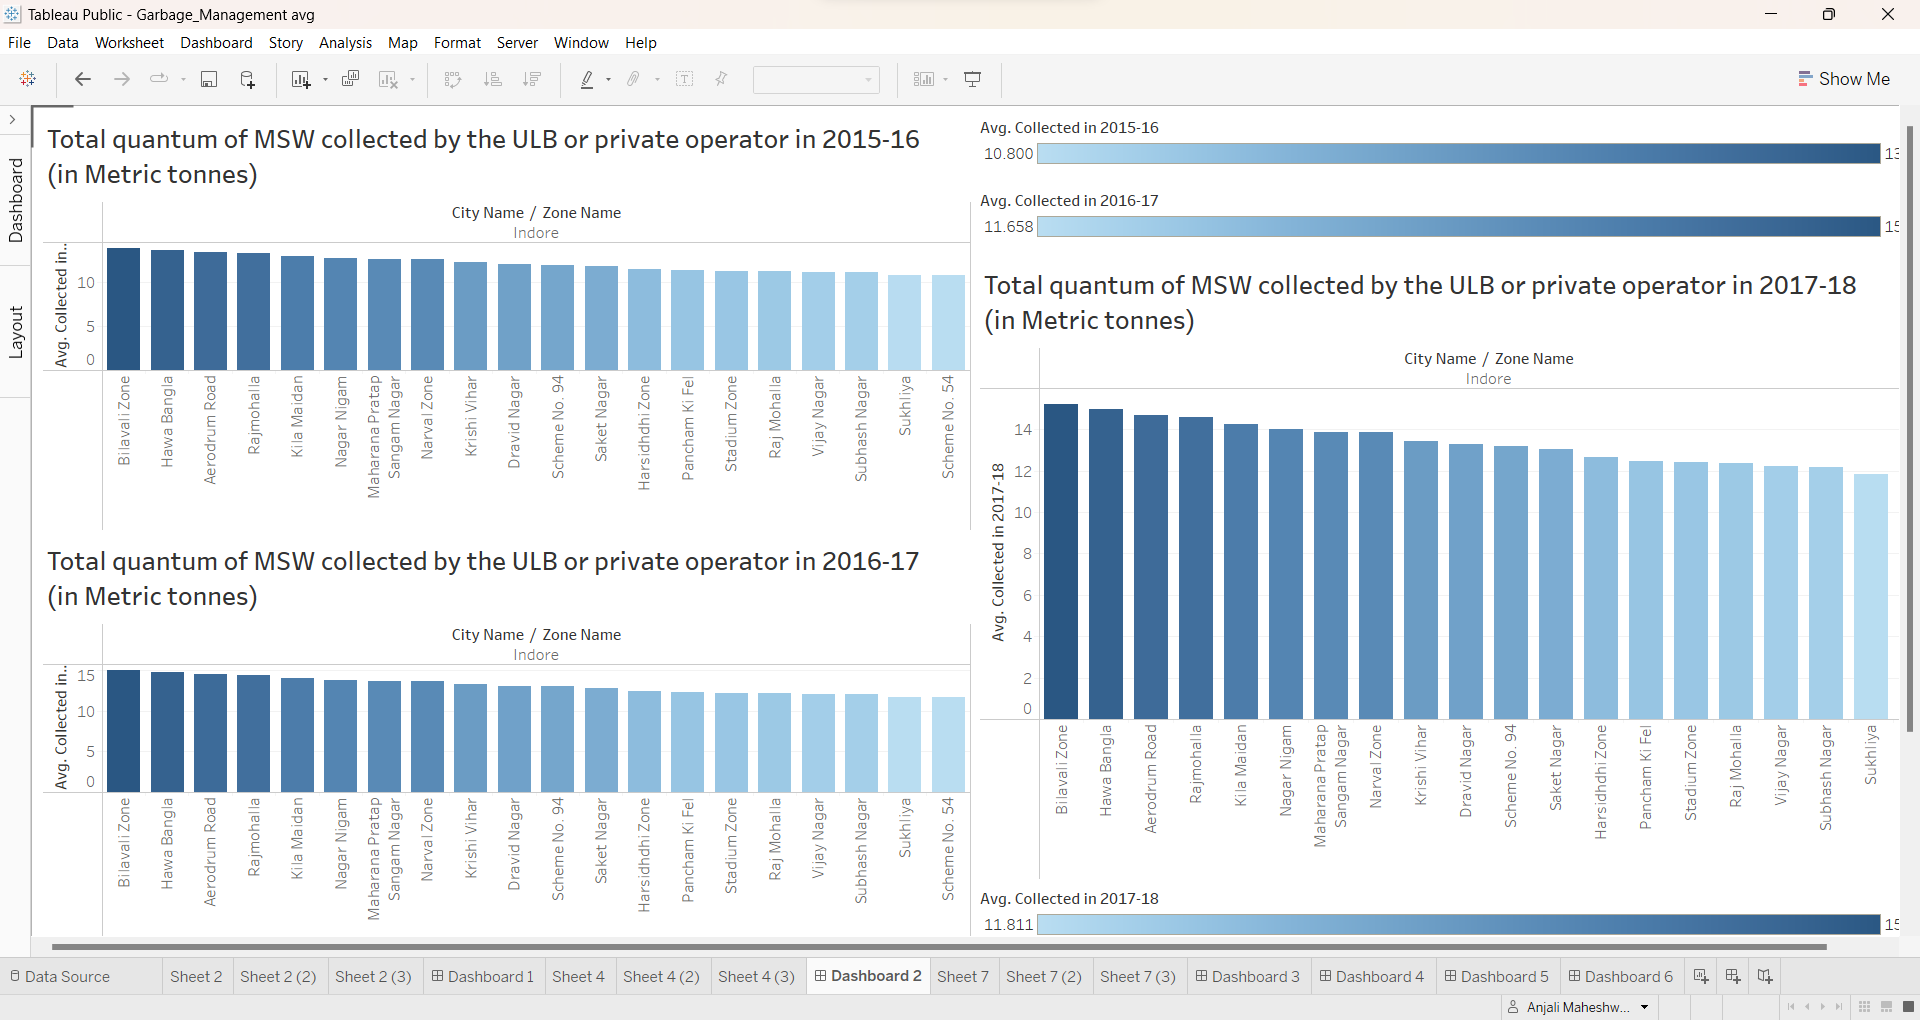 Tableau Public - Garbage_Management avg
File Data Worksheet Dashboard Story Analysis Map Format Server Window Help
Show Me
Dashboard
Layout
Total quantum of MSW collected by the ULB or private operator in 2015-16
(in Metric tonnes)
City Name / Zone Name
Indore
Avg. Collected in..
10
5
0
Bilavali Zone
Hawa Bangla
Aerodrum Road
Rajmohalla
Kila Maidan
Nagar Nigam
Maharana Pratap
Sangam Nagar
Narval Zone
Krishi Vihar
Dravid Nagar
Scheme No. 94
Saket Nagar
Harsidhdhi Zone
Pancham Ki Fel
Stadium Zone
Raj Mohalla
Vijay Nagar
Subhash Nagar
Sukhliya
Scheme No. 54
Total quantum of MSW collected by the ULB or private operator in 2016-17
(in Metric tonnes)
City Name / Zone Name
Indore
Avg. Collected in..
15
10
5
0
Bilavali Zone
Hawa Bangla
Aerodrum Road
Rajmohalla
Kila Maidan
Nagar Nigam
Maharana Pratap
Sangam Nagar
Narval Zone
Krishi Vihar
Dravid Nagar
Scheme No. 94
Saket Nagar
Harsidhdhi Zone
Pancham Ki Fel
Stadium Zone
Raj Mohalla
Vijay Nagar
Subhash Nagar
Sukhliya
Scheme No. 54
Avg. Collected in 2015-16
10.800 13
Avg. Collected in 2016-17
11.658 15
Total quantum of MSW collected by the ULB or private operator in 2017-18
(in Metric tonnes)
City Name / Zone Name
Indore
Avg. Collected in 2017-18
14
12
10
8
6
4
2
0
Bilavali Zone
Hawa Bangla
Aerodrum Road
Rajmohalla
Kila Maidan
Nagar Nigam
Maharana Pratap
Sangam Nagar
Narval Zone
Krishi Vihar
Dravid Nagar
Scheme No. 94
Saket Nagar
Harsidhdhi Zone
Pancham Ki Fel
Stadium Zone
Raj Mohalla
Vijay Nagar
Subhash Nagar
Sukhliya
Avg. Collected in 2017-18
11.811 15
Data Source Sheet 2 Sheet 2 (2) Sheet 2 (3) Dashboard 1 Sheet 4 Sheet 4 (2) Sheet 4 (3) Dashboard 2 Sheet 7 Sheet 7 (2) Sheet 7 (3) Dashboard 3 Dashboard 4 Dashboard 5 Dashboard 6
Anjali Maheshw...